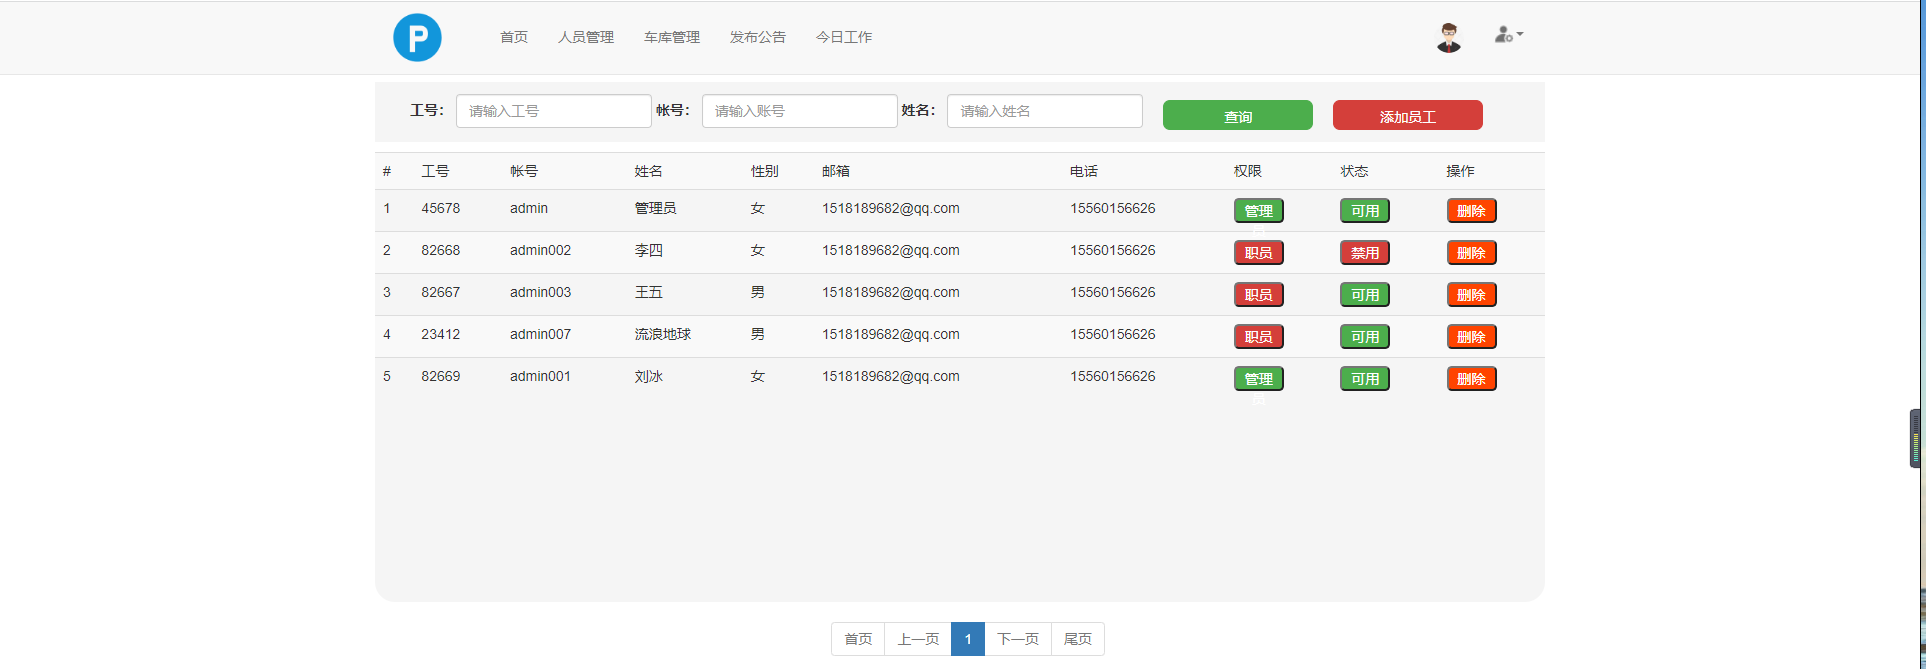 P 首页 人员管理 车库管理 发布公告 今日工作
工号： 请输入工号 帐号： 请输入账号 姓名： 请输入姓名 查询 添加员工
# 工号 帐号 姓名 性别 邮箱 电话 权限 状态 操作
1 45678 admin 管理员 女 1518189682@qq.com 15560156626 管理员 可用 删除
2 82668 admin002 李四 女 1518189682@qq.com 15560156626 职员 禁用 删除
3 82667 admin003 王五 男 1518189682@qq.com 15560156626 职员 可用 删除
4 23412 admin007 流浪地球 男 1518189682@qq.com 15560156626 职员 可用 删除
5 82669 admin001 刘冰 女 1518189682@qq.com 15560156626 管理员 可用 删除
首页 上一页 1 下一页 尾页